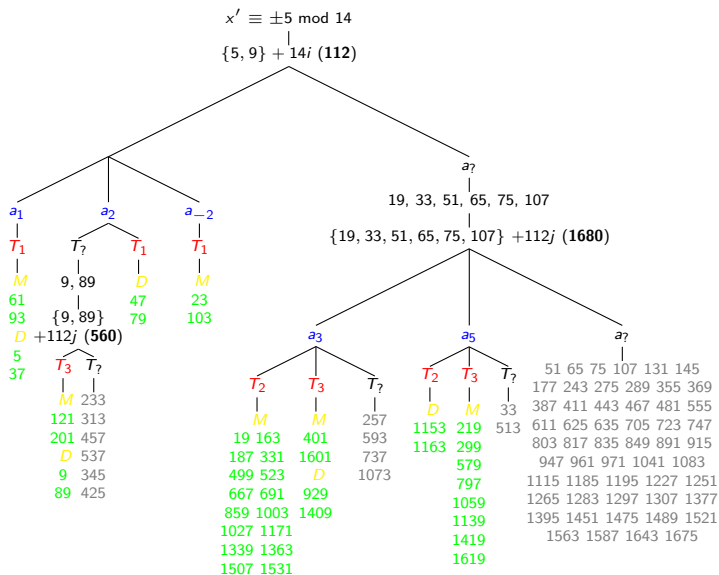 x′ ≡ ±5 mod 14
{5, 9} + 14i (112)
a?
19, 33, 51, 65, 75, 107
a₁ a₂ a₋₂
{19, 33, 51, 65, 75, 107} +112j (1680)
T₁ T? T₁ T₁
M 9, 89 D M
61 47 23
93 {9, 89} 79 103
D +112j (560)
5
37
T₃ T?
M 233
121 313
201 457
D 537
9 345
89 425
a₃ a₅ a?
T₂ T₃ T?
M M 257
19 163 401 593
187 331 1601 737
499 523 D 1073
667 691 929
859 1003 1409
1027 1171
1339 1363
1507 1531
T₂ T₃ T?
D M 33
1153 219 513
1163 299
579
797
1059
1139
1419
1619
51 65 75 107 131 145
177 243 275 289 355 369
387 411 443 467 481 555
611 625 635 705 723 747
803 817 835 849 891 915
947 961 971 1041 1083
1115 1185 1195 1227 1251
1265 1283 1297 1307 1377
1395 1451 1475 1489 1521
1563 1587 1643 1675